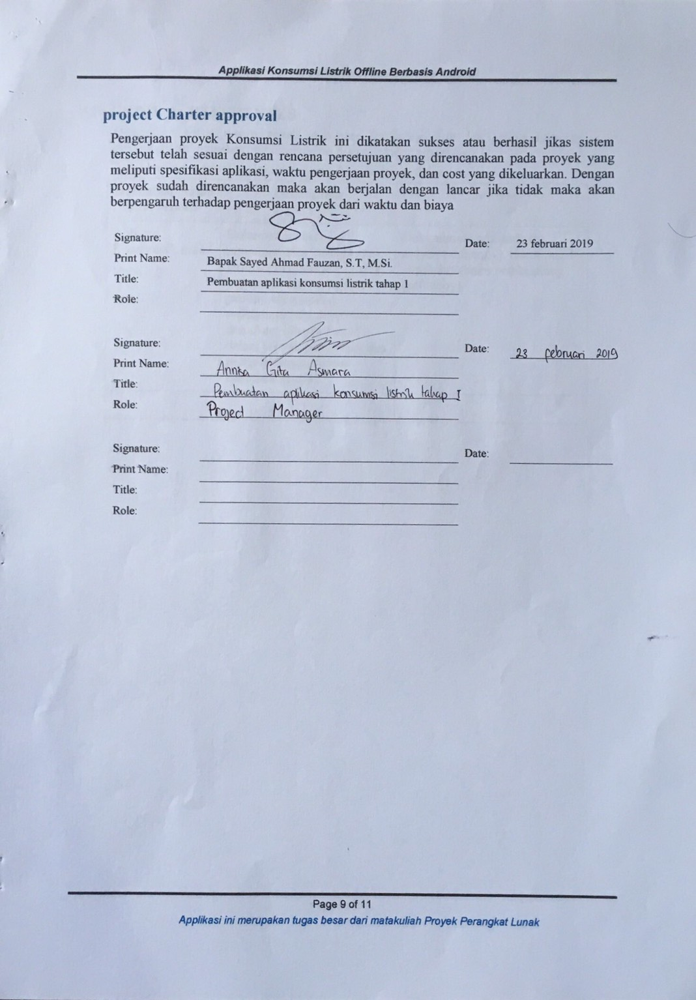 Applikasi Konsumsi Listrik Offline Berbasis Android
project Charter approval
Pengerjaan proyek Konsumsi Listrik ini dikatakan sukses atau berhasil jikas sistem
tersebut telah sesuai dengan rencana persetujuan yang direncanakan pada proyek yang
meliputi spesifikasi aplikasi, waktu pengerjaan proyek, dan cost yang dikeluarkan. Dengan
proyek sudah direncanakan maka akan berjalan dengan lancar jika tidak maka akan
berpengaruh terhadap pengerjaan proyek dari waktu dan biaya
Signature: Date: 23 februari 2019
Print Name: Bapak Sayed Ahmad Fauzan, S.T, M.Si.
Title: Pembuatan aplikasi konsumsi listrik tahap 1
Role:
Signature: Date: 23 februari 2019
Print Name: Annisa Gita Asmara
Title: Pembuatan aplikasi konsumsi listrik tahap I
Role: Project Manager
Signature: Date:
Print Name:
Title:
Role:
Page 9 of 11
Applikasi ini merupakan tugas besar dari matakuliah Proyek Perangkat Lunak